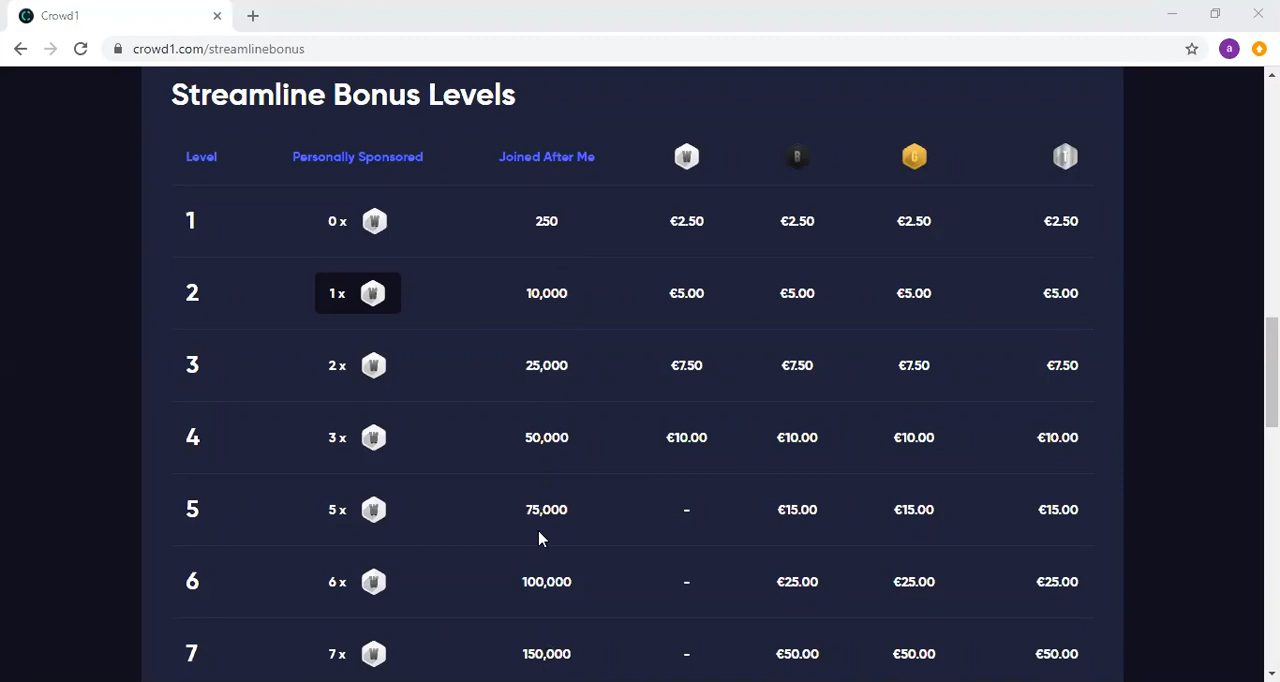 Crowd1
crowd1.com/streamlinebonus
a
Streamline Bonus Levels
Level Personally Sponsored Joined After Me W B G T
1 0 x W 250 €2.50 €2.50 €2.50 €2.50
2 1 x W 10,000 €5.00 €5.00 €5.00 €5.00
3 2 x W 25,000 €7.50 €7.50 €7.50 €7.50
4 3 x W 50,000 €10.00 €10.00 €10.00 €10.00
5 5 x W 75,000 - €15.00 €15.00 €15.00
6 6 x W 100,000 - €25.00 €25.00 €25.00
7 7 x W 150,000 - €50.00 €50.00 €50.00